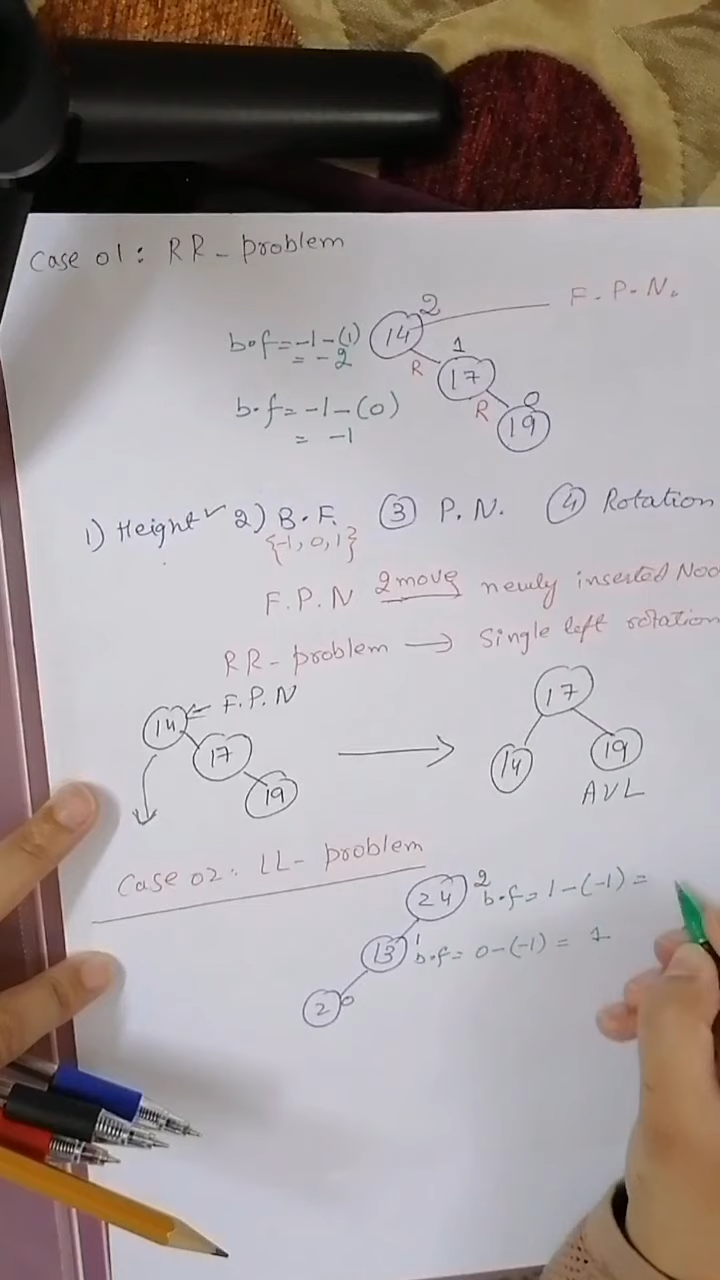 Case 01: RR - problem
2
F. P. N.
b.f = -1 - (1)
= -2
14
1
R
17
b.f = -1 - (0)
= -1
R
0
19
1) Height ✓ 2) B.F. ③ P.N. ④ Rotation
{-1, 0, 1}
F.P.N 2move newly inserted Noo
RR - problem → Single left rotation
14 ⇐ F.P.N
17
19
→
17
14 19
AVL
Case 02: LL - problem
24 2 b.f = 1 - (-1) =
13 1 b.f = 0 - (-1) = 1
2 0